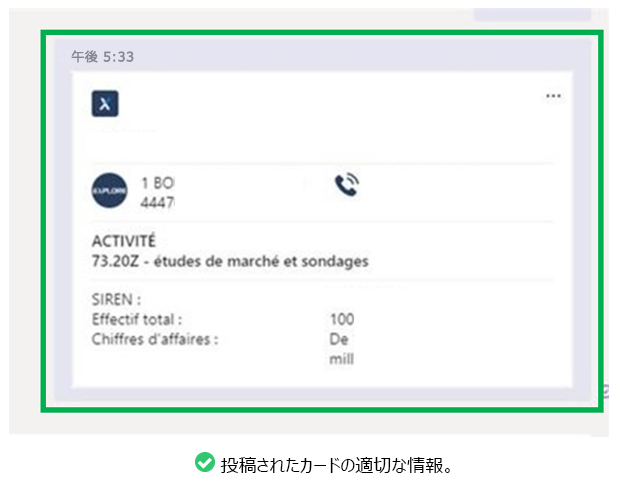 午後 5:33
EXPLORE
1 BO
4447
ACTIVITÉ
73.20Z - études de marché et sondages
SIREN :
Effectif total : 100
Chiffres d'affaires : De
mill
投稿されたカードの適切な情報。